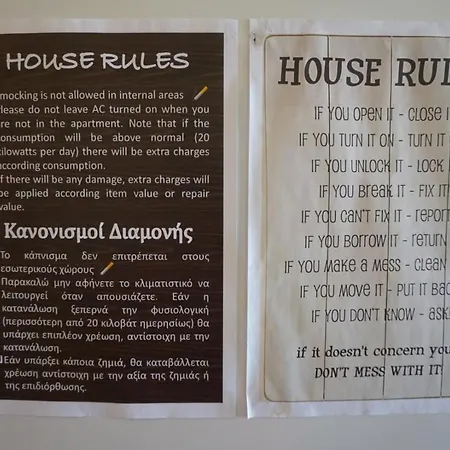 HOUSE RULES
mocking is not allowed in internal areas
Please do not leave AC turned on when you
are not in the apartment. Note that if the
consumption will be above normal (20
kilowatts per day) there will be extra charges
according consumption.
If there will be any damage, extra charges will
be applied according item value or repair
value.
Κανονισμοί Διαμονής
Το κάπνισμα δεν επιτρέπεται στους
εσωτερικούς χώρους
Παρακαλώ μην αφήνετε το κλιματιστικό να
λειτουργεί όταν απουσιάζετε. Εάν η
κατανάλωση ξεπερνά την φυσιολογική
(περισσότερη από 20 κιλοβάτ ημερησίως) θα
υπάρχει επιπλέον χρέωση, αντίστοιχη με την
κατανάλωση.
Εάν υπάρξει κάποια ζημιά, θα καταβάλλεται
χρέωση αντίστοιχη με την αξία της ζημιάς ή
της επιδιόρθωσης.
HOUSE RUL
IF YOU OPEN IT - CLOSE I
IF YOU TURN IT ON - TURN IT
IF YOU UNLOCK IT - LOCK I
IF YOU BREAK IT - FIX IT
IF YOU CAN'T FIX IT - REPORT
IF YOU BORROW IT - RETURN
IF YOU MAKE A MESS - CLEAN
IF YOU MOVE IT - PUT IT BAC
IF YOU DON'T KNOW - ASK
if it doesn't concern you
DON'T MESS WITH IT